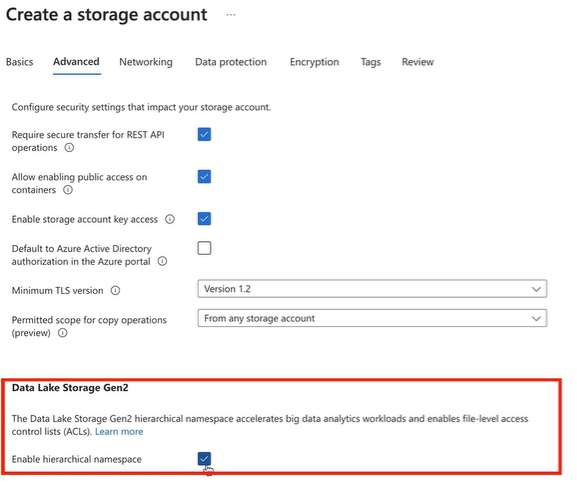 Create a storage account ...
Basics Advanced Networking Data protection Encryption Tags Review
Configure security settings that impact your storage account.
Require secure transfer for REST API
operations
Allow enabling public access on
containers
Enable storage account key access
Default to Azure Active Directory
authorization in the Azure portal
Minimum TLS version Version 1.2
Permitted scope for copy operations From any storage account
(preview)
Data Lake Storage Gen2
The Data Lake Storage Gen2 hierarchical namespace accelerates big data analytics workloads and enables file-level access
control lists (ACLs). Learn more
Enable hierarchical namespace